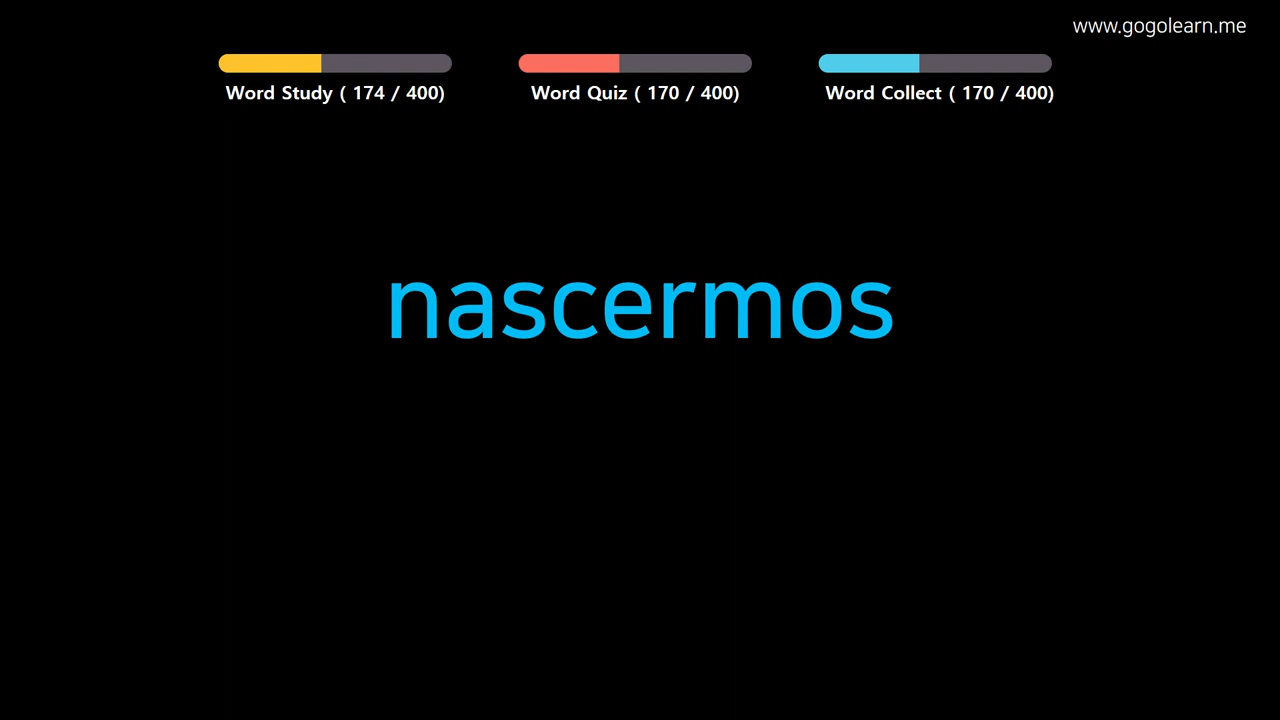 www.gogolearn.me
Word Study ( 174 / 400)
Word Quiz ( 170 / 400)
Word Collect ( 170 / 400)
nascermos